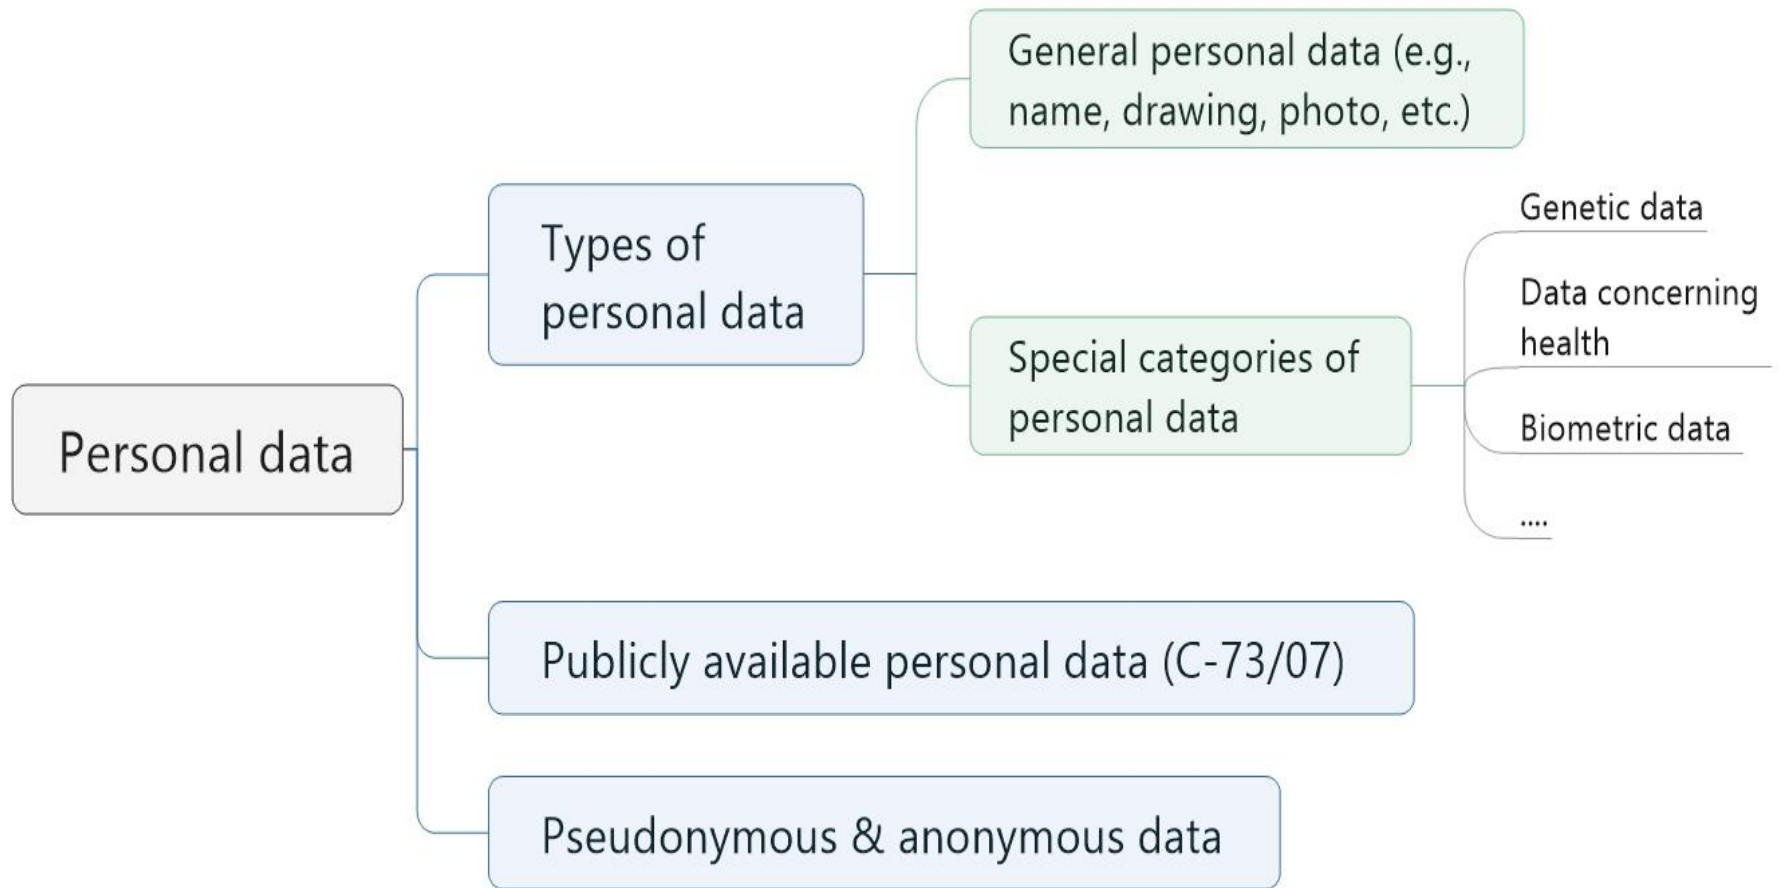 Personal data
Types of
personal data
General personal data (e.g.,
name, drawing, photo, etc.)
Special categories of
personal data
Genetic data
Data concerning
health
Biometric data
....
Publicly available personal data (C-73/07)
Pseudonymous & anonymous data